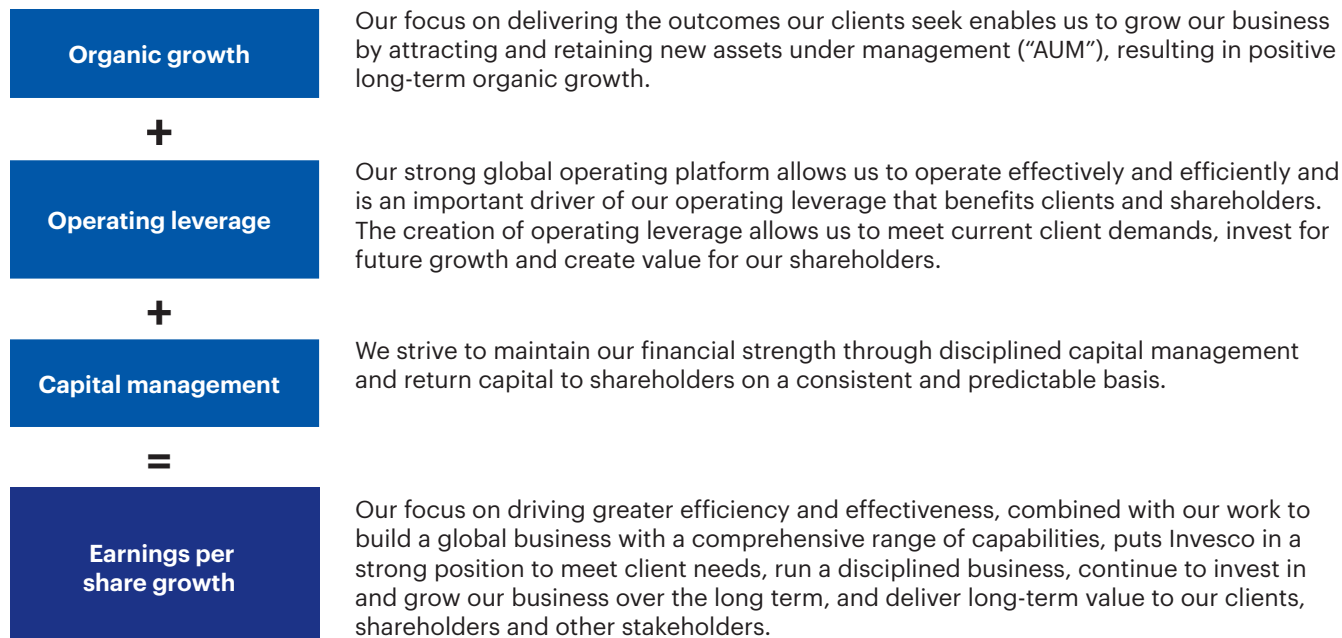 Organic growth
Our focus on delivering the outcomes our clients seek enables us to grow our business
by attracting and retaining new assets under management (“AUM”), resulting in positive
long-term organic growth.
+
Operating leverage
Our strong global operating platform allows us to operate effectively and efficiently and
is an important driver of our operating leverage that benefits clients and shareholders.
The creation of operating leverage allows us to meet current client demands, invest for
future growth and create value for our shareholders.
+
Capital management
We strive to maintain our financial strength through disciplined capital management
and return capital to shareholders on a consistent and predictable basis.
=
Earnings per
share growth
Our focus on driving greater efficiency and effectiveness, combined with our work to
build a global business with a comprehensive range of capabilities, puts Invesco in a
strong position to meet client needs, run a disciplined business, continue to invest in
and grow our business over the long term, and deliver long-term value to our clients,
shareholders and other stakeholders.